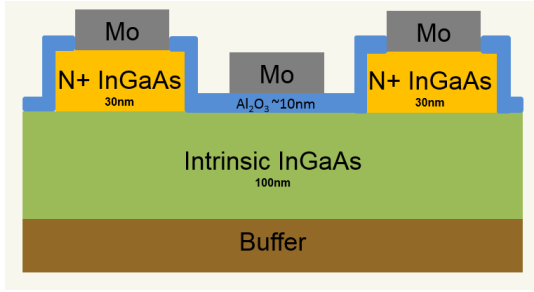 Mo
Mo
N+ InGaAs
30nm
Mo
N+ InGaAs
30nm
Al₂O₃ ~10nm
Intrinsic InGaAs
100nm
Buffer